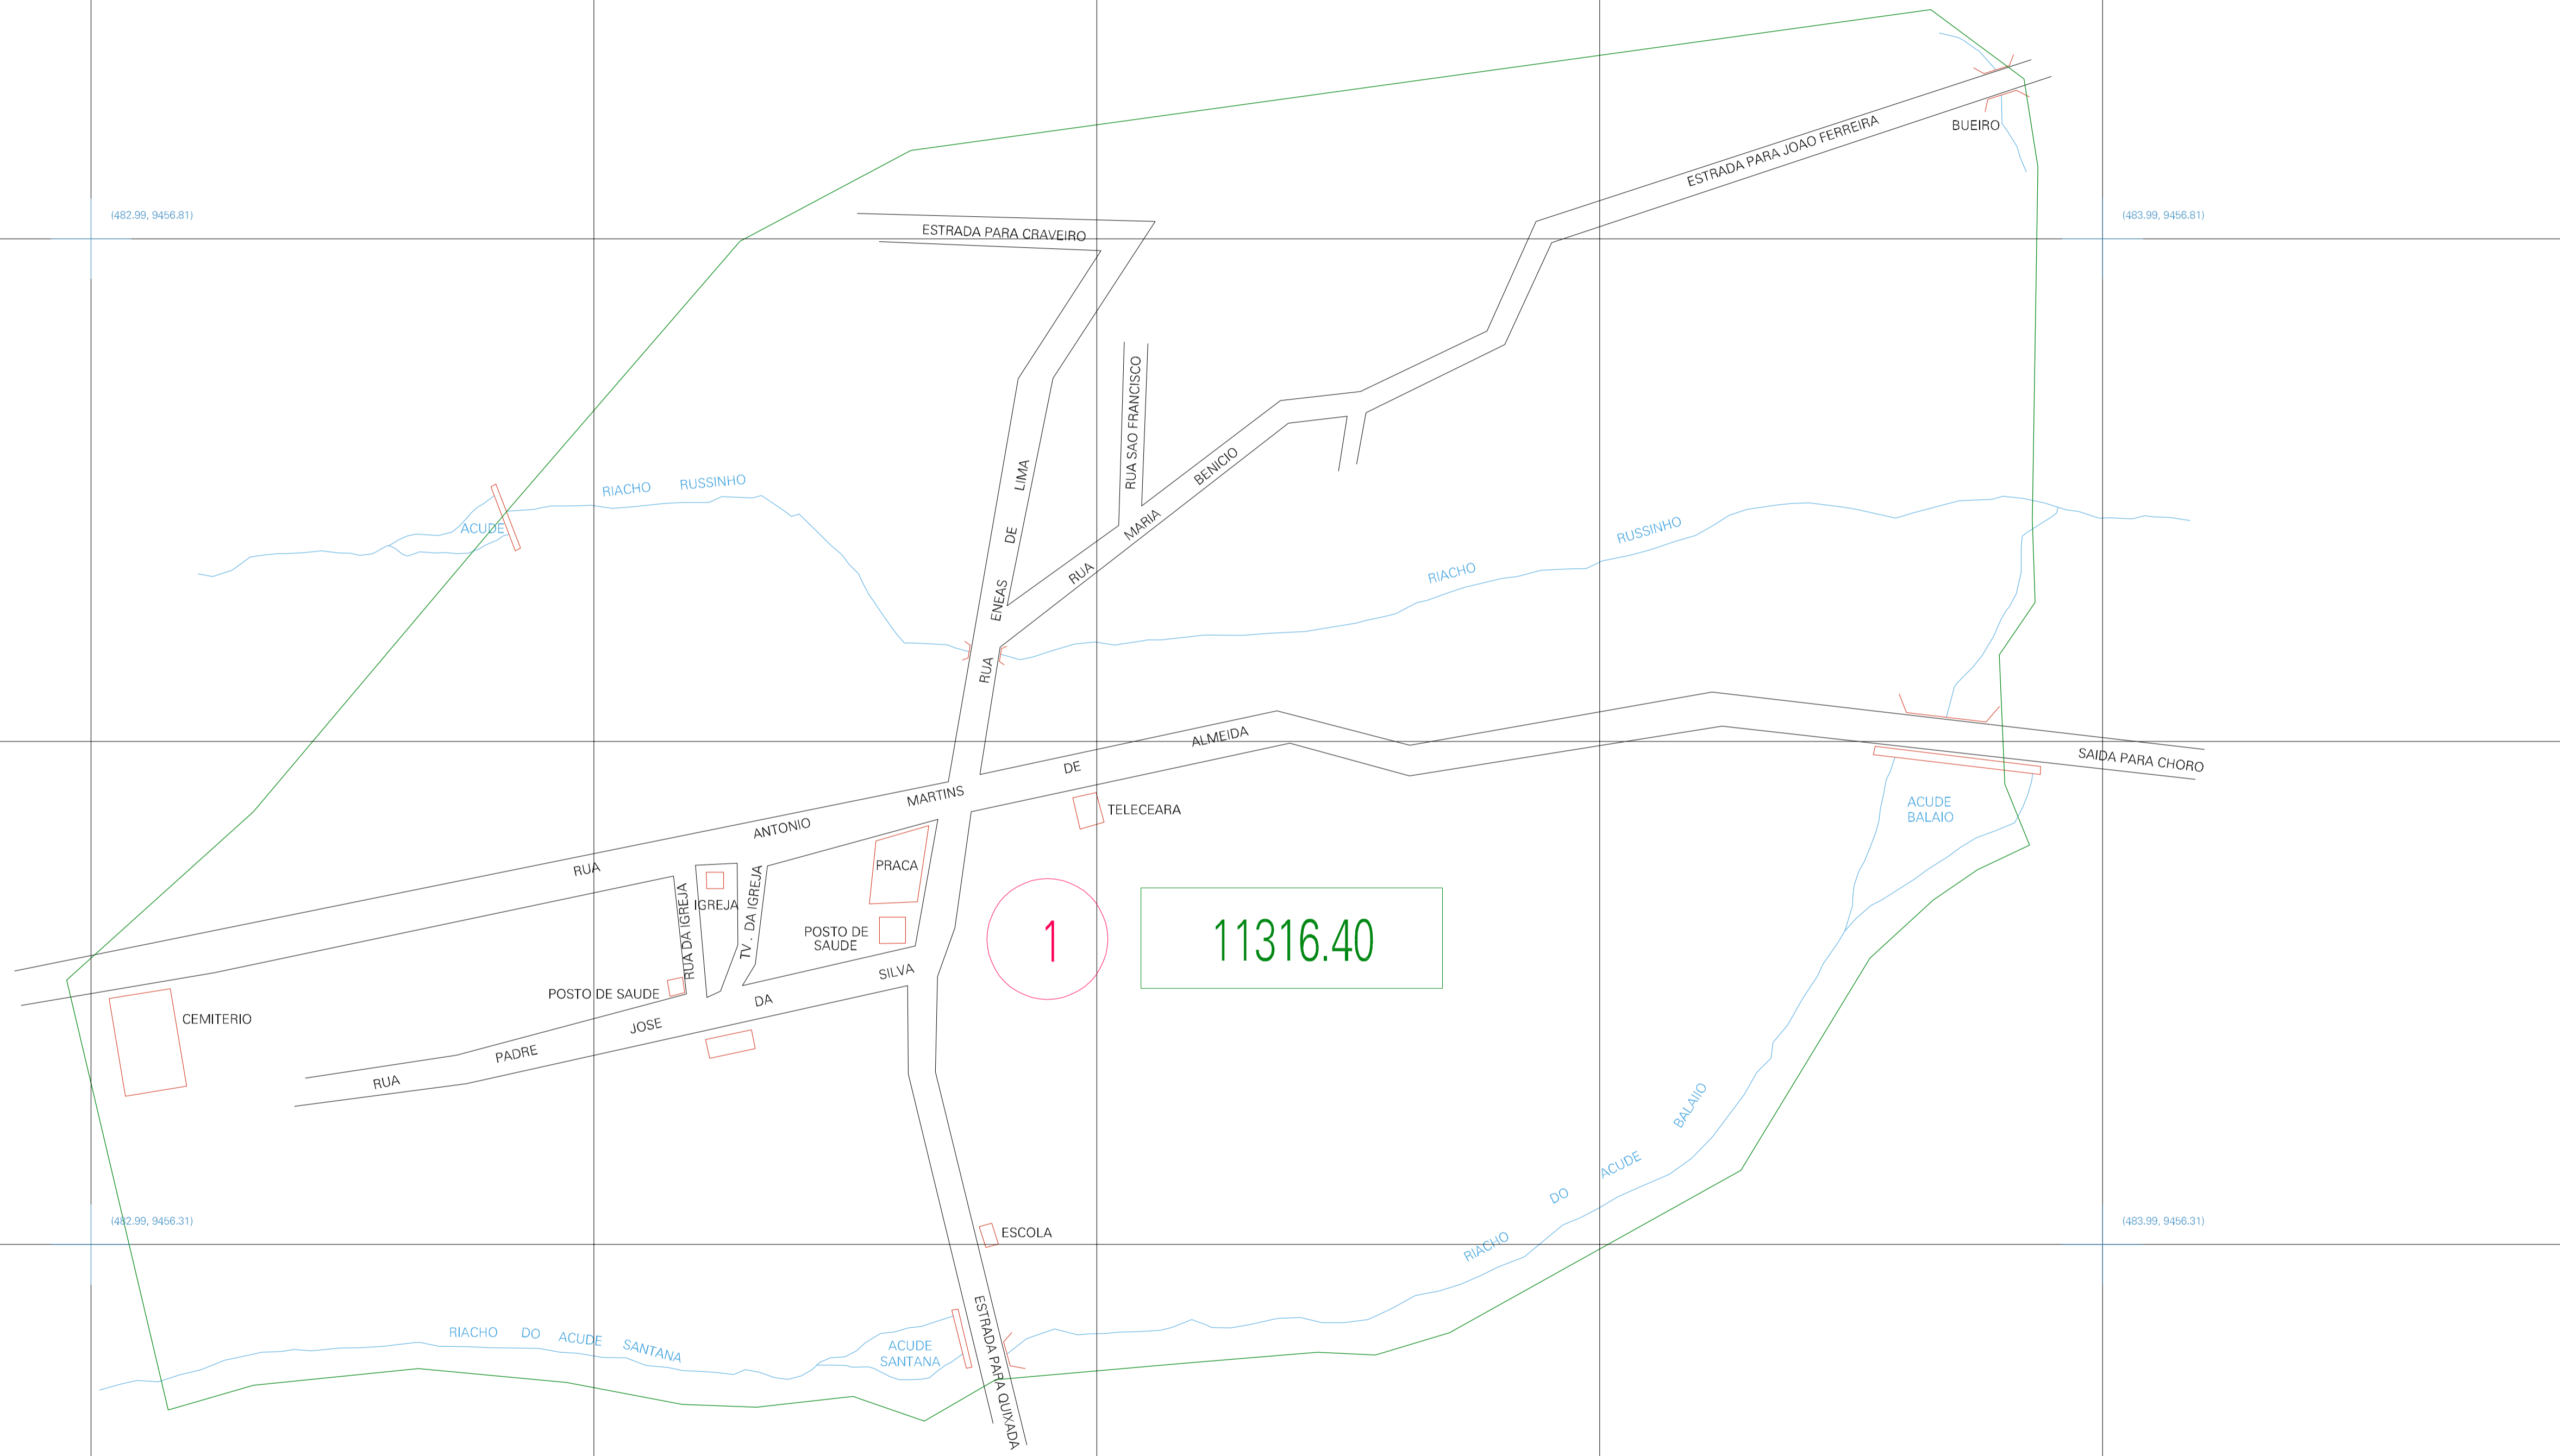 BUEIRO
ESTRADA PARA JOAO FERREIRA
(482.99, 9456.81)
(483.99, 9456.81)
ESTRADA PARA CRAVEIRO
RUA SAO FRANCISCO
RUA MARIA BENICIO
RUA ENEAS DE LIMA
RIACHO RUSSINHO
ACUDE
RIACHO RUSSINHO
RUA ANTONIO MARTINS DE ALMEIDA
SAIDA PARA CHORO
TELECEARA
ACUDE
BALAIO
PRACA
IGREJA
RUA DA IGREJA
TV . DA IGREJA
POSTO DE
SAUDE
1
11316.40
POSTO DE SAUDE
CEMITERIO
RUA PADRE JOSE DA SILVA
RIACHO DO ACUDE BALAIIO
(482.99, 9456.31)
(483.99, 9456.31)
ESCOLA
ESTRADA PARA QUIXADA
RIACHO DO ACUDE SANTANA
ACUDE
SANTANA